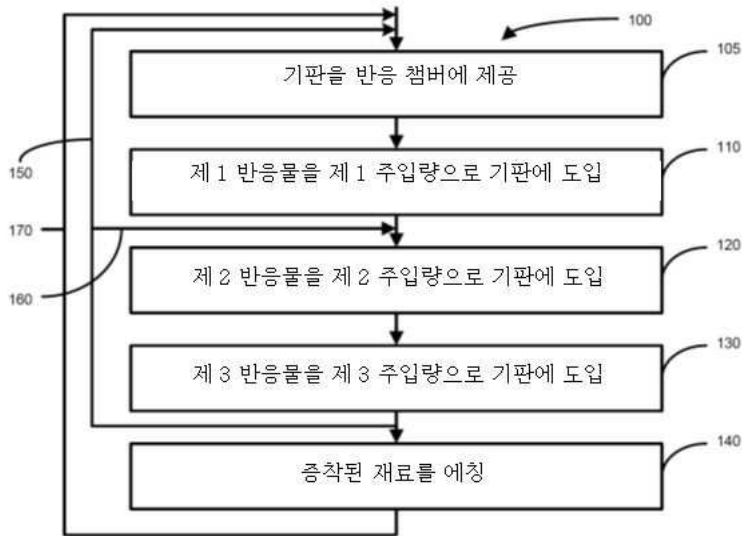 100
기판을 반응 챔버에 제공
105
제 1 반응물을 제 1 주입량으로 기판에 도입
110
150
170
제 2 반응물을 제 2 주입량으로 기판에 도입
120
160
제 3 반응물을 제 3 주입량으로 기판에 도입
130
증착된 재료를 에칭
140